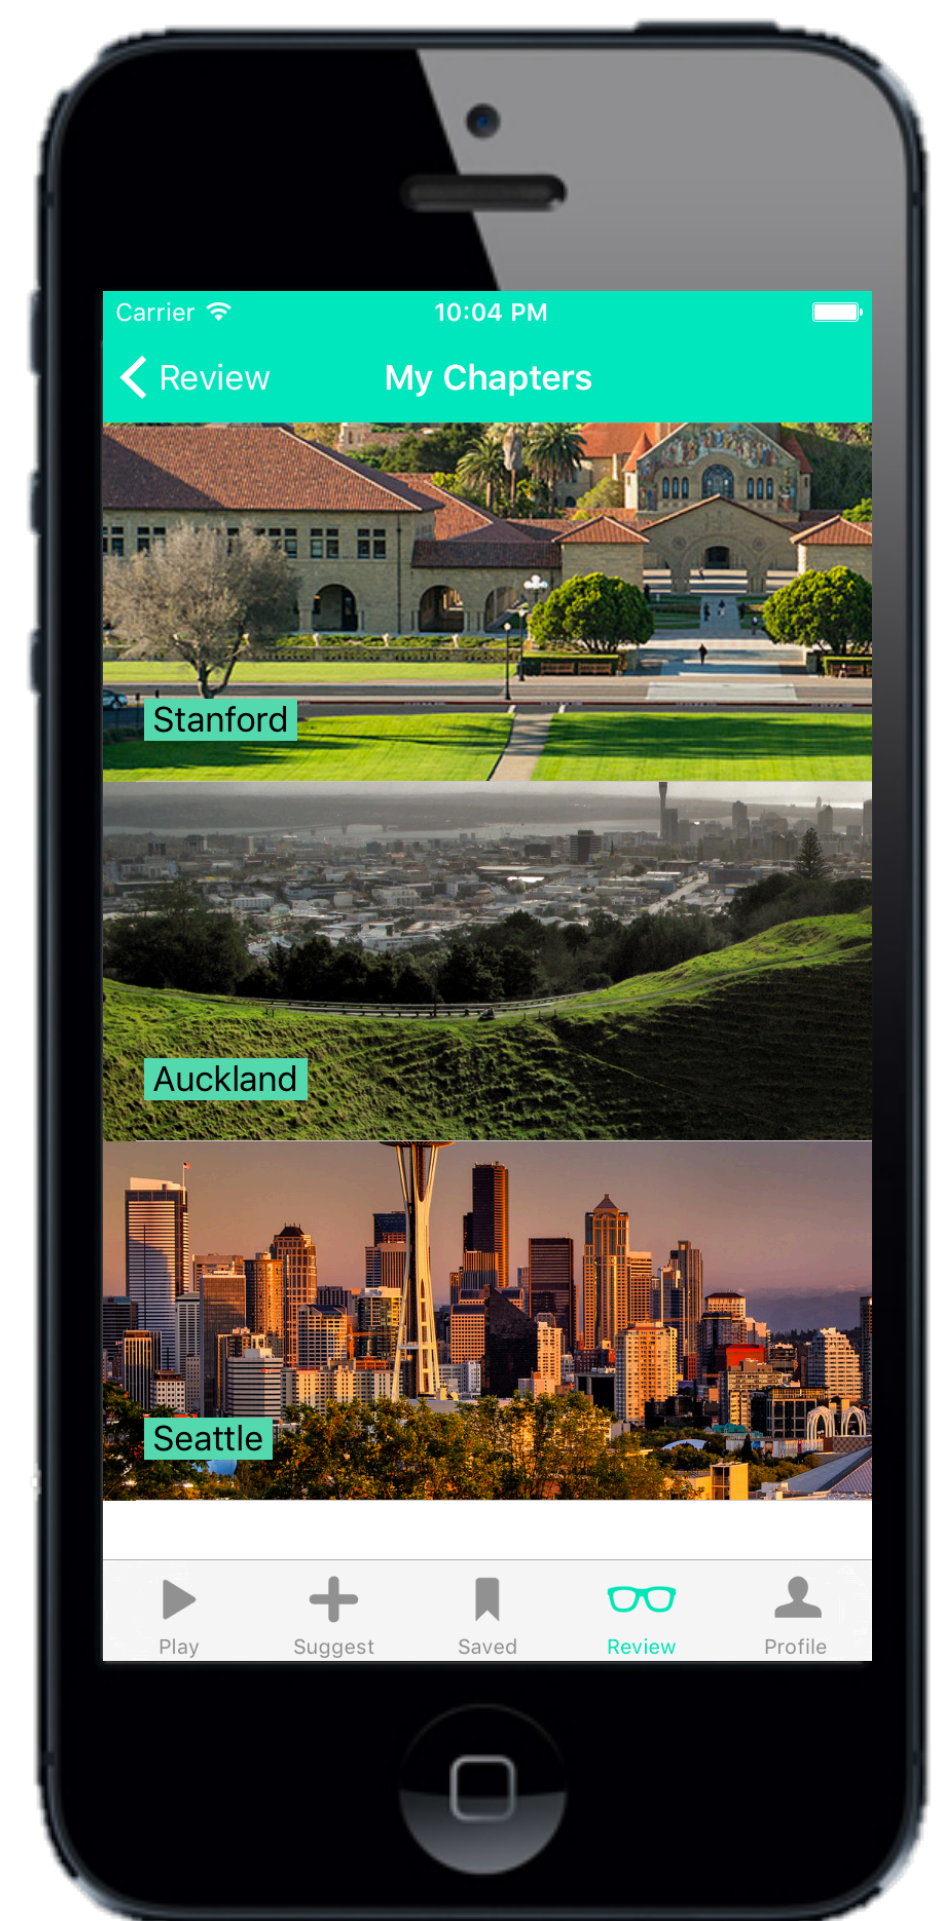 Carrier 10:04 PM
Review My Chapters
Stanford
Auckland
Seattle
Play Suggest Saved Review Profile